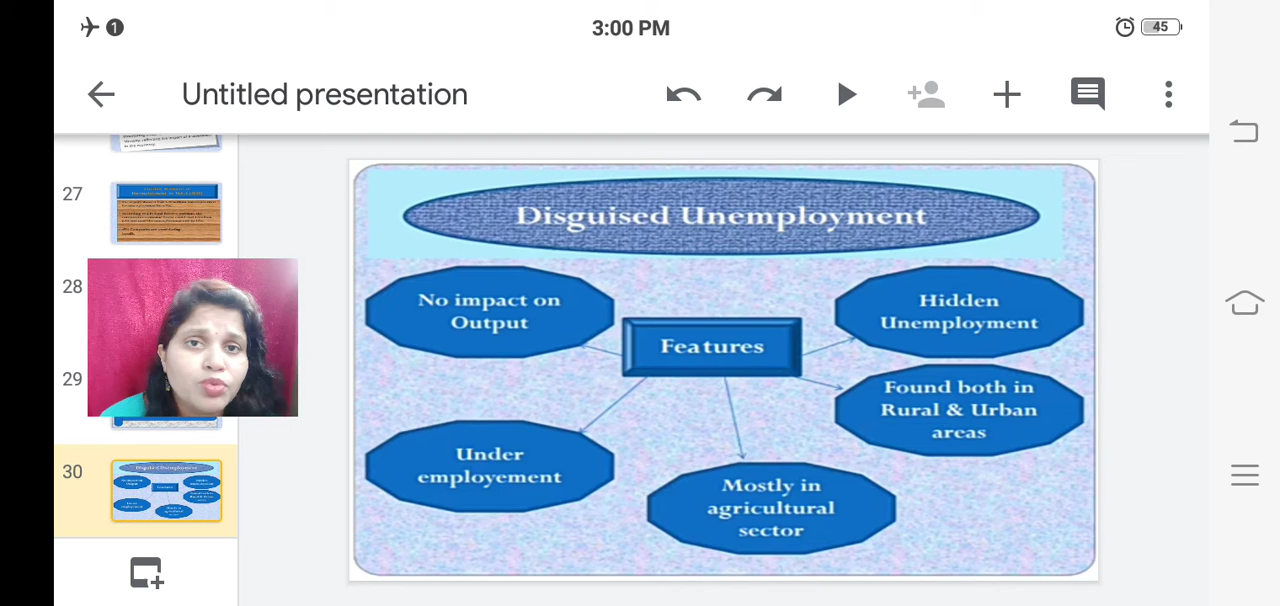 3:00 PM
1
45
Untitled presentation
27
28
29
30
Disguised Unemployment
No impact on
Output
Features
Hidden
Unemployment
Found both in
Rural & Urban
areas
Under
employement
Mostly in
agricultural
sector